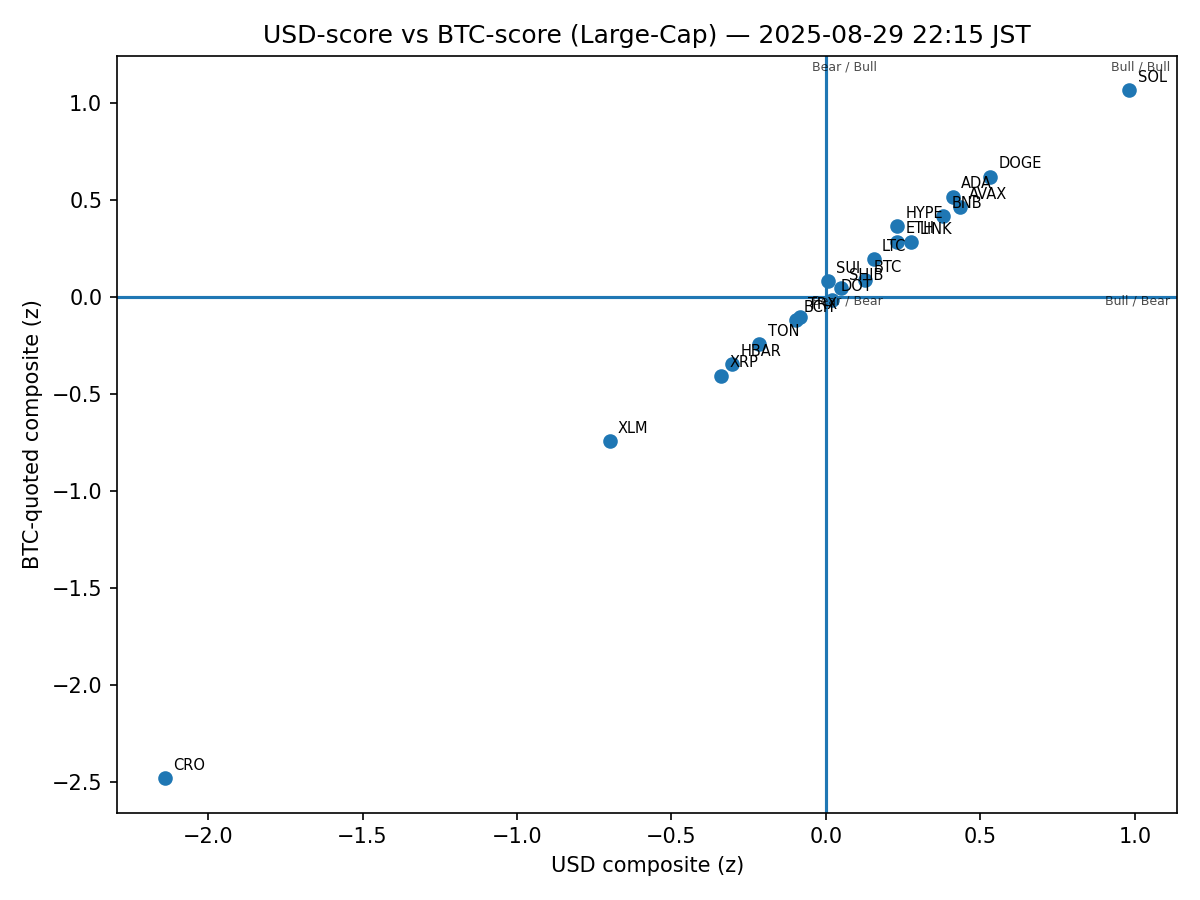 USD-score vs BTC-score (Large-Cap) — 2025-08-29 22:15 JST
Bear / Bull
Bull / Bull
SOL
1.0
DOGE
ADA
AVAX
0.5
BNB
HYPE
ETH
LINK
LTC
SUI
BTC
SHIB
DOT
0.0
/ Bear
Bull / Bear
TRX
BCH
TON
HBAR
XRP
−0.5
XLM
−1.0
−1.5
−2.0
CRO
−2.5
BTC-quoted composite (z)
−2.0
−1.5
−1.0
−0.5
0.0
0.5
1.0
USD composite (z)